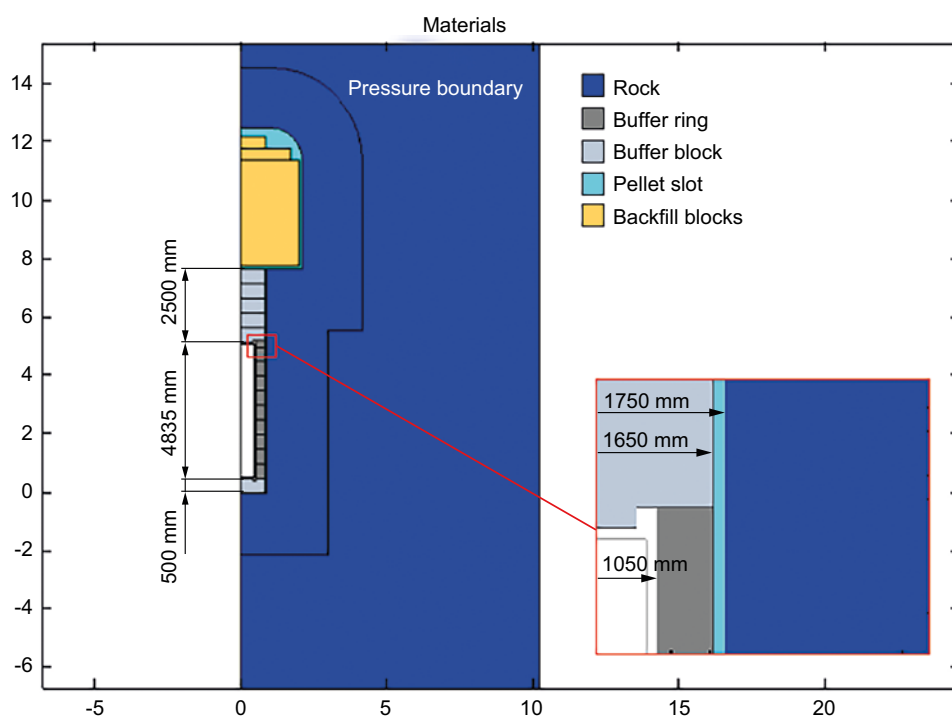 Materials
Pressure boundary
Rock
Buffer ring
Buffer block
Pellet slot
Backfill blocks
14
12
10
8
6
4
2
0
-2
-4
-6
2500 mm
4835 mm
500 mm
1750 mm
1650 mm
1050 mm
-5
0
5
10
15
20